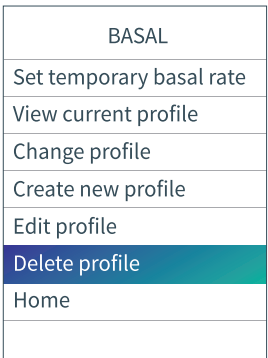 BASAL
Set temporary basal rate
View current profile
Change profile
Create new profile
Edit profile
Delete profile
Home